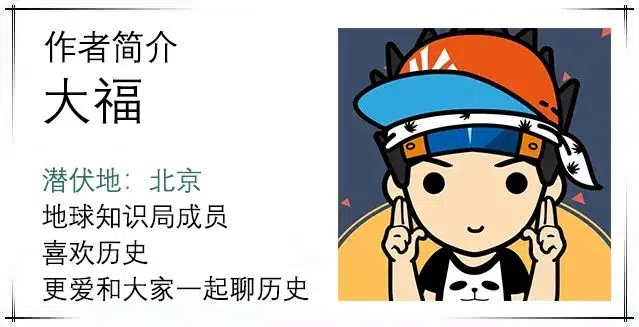 作者简介
大福
潜伏地：北京
地球知识局成员
喜欢历史
更爱和大家一起聊历史